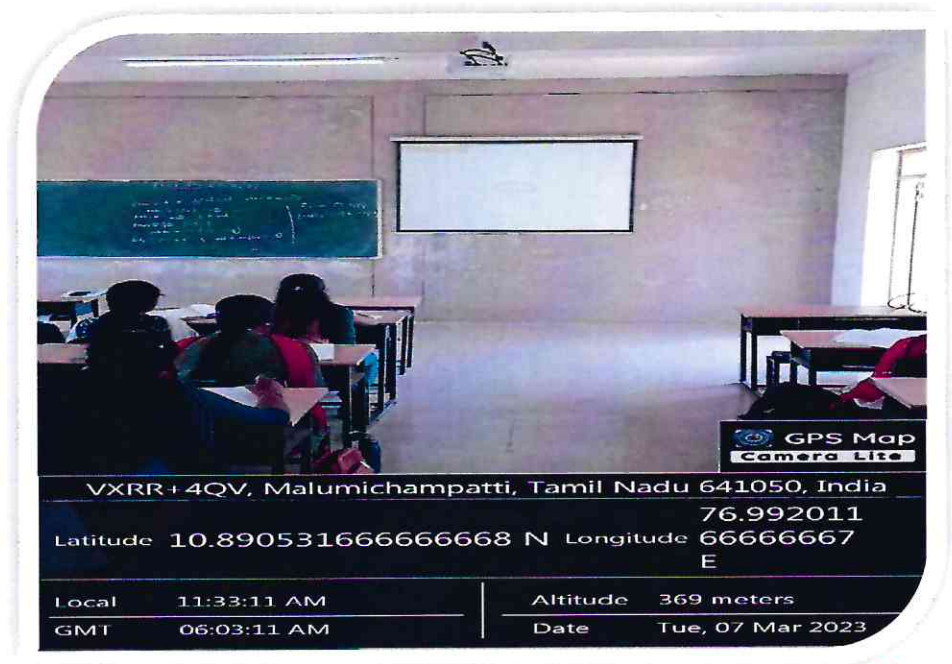 GPS Map
Camera Lite
VXRR+4QV, Malumichampatti, Tamil Nadu 641050, India
Latitude 10.890531666666668 N Longitude 76.992011
66666667
E
Local 11:33:11 AM
Altitude 369 meters
GMT 06:03:11 AM
Date Tue, 07 Mar 2023